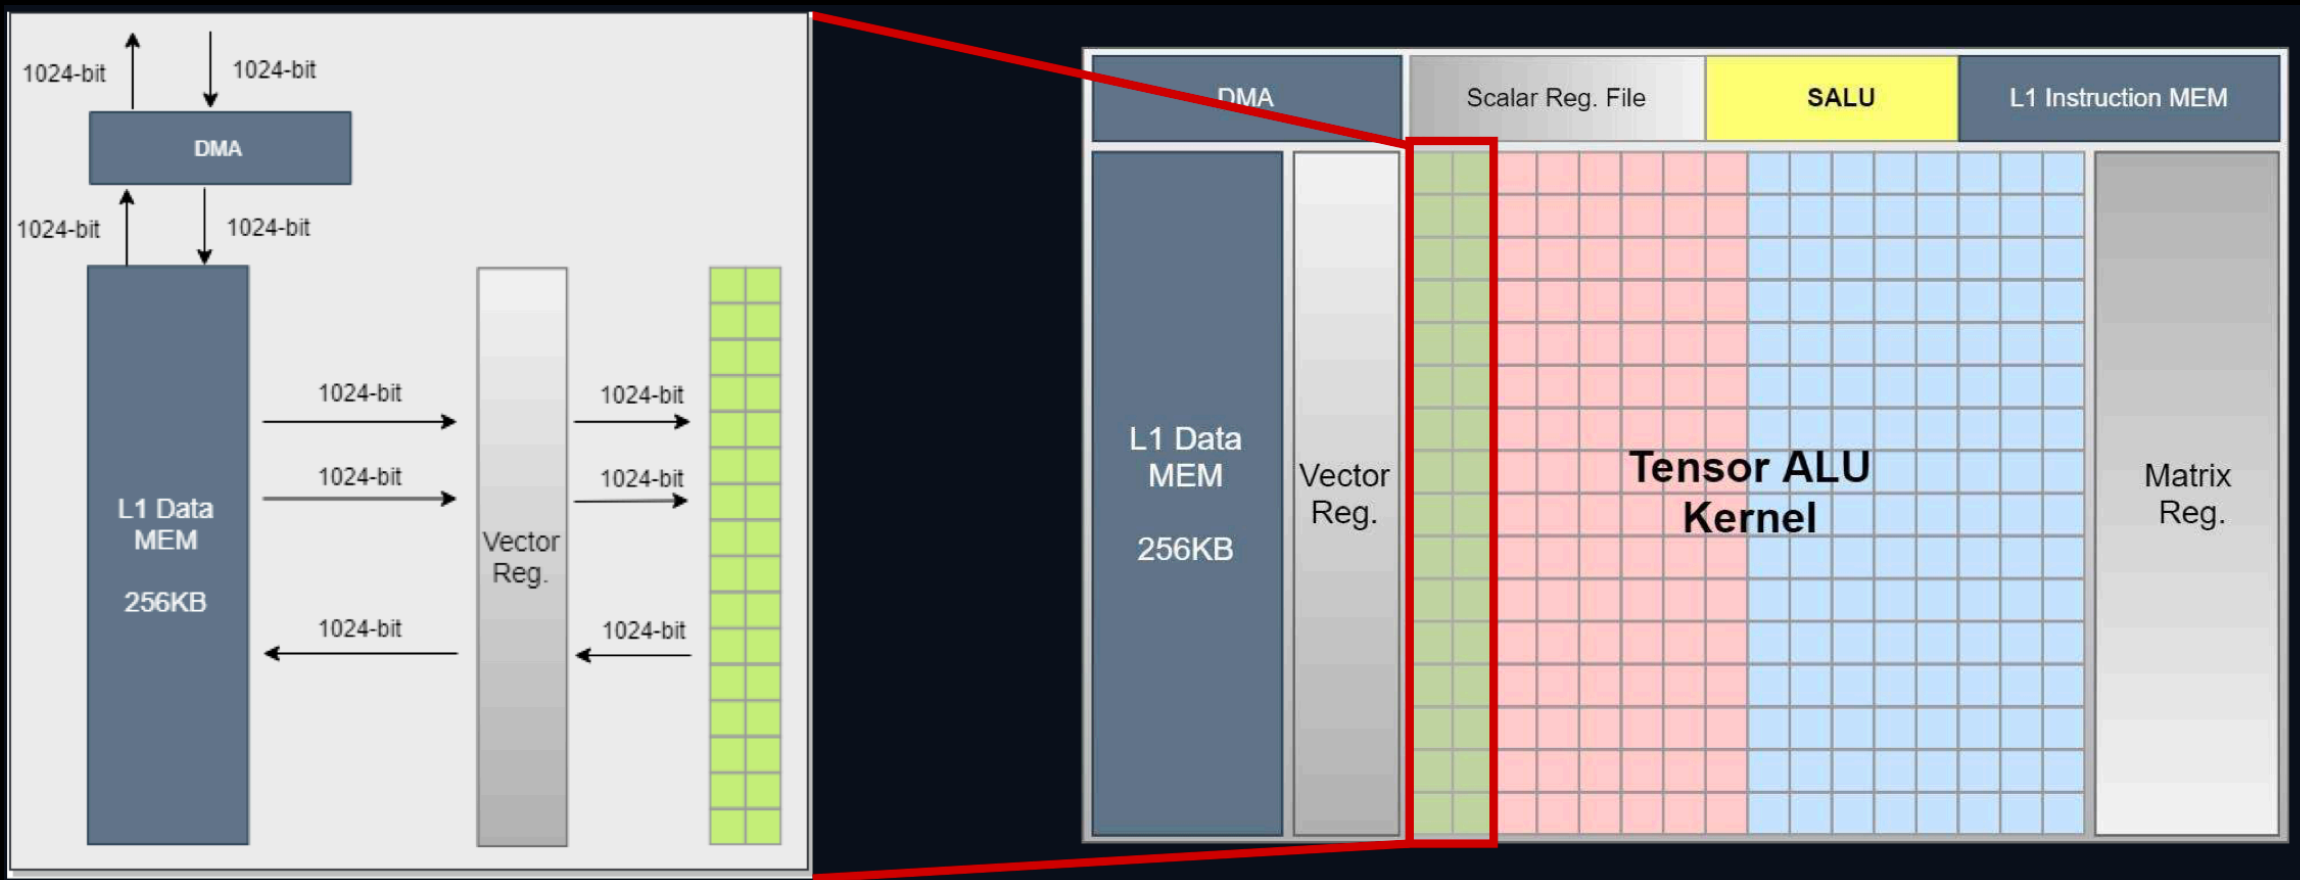 1024-bit
1024-bit
DMA
1024-bit
1024-bit
1024-bit
1024-bit
1024-bit
1024-bit
L1 Data
MEM
256KB
Vector
Reg.
1024-bit
1024-bit
DMA
Scalar Reg. File
SALU
L1 Instruction MEM
L1 Data
MEM
256KB
Vector
Reg.
Tensor ALU
Kernel
Matrix
Reg.